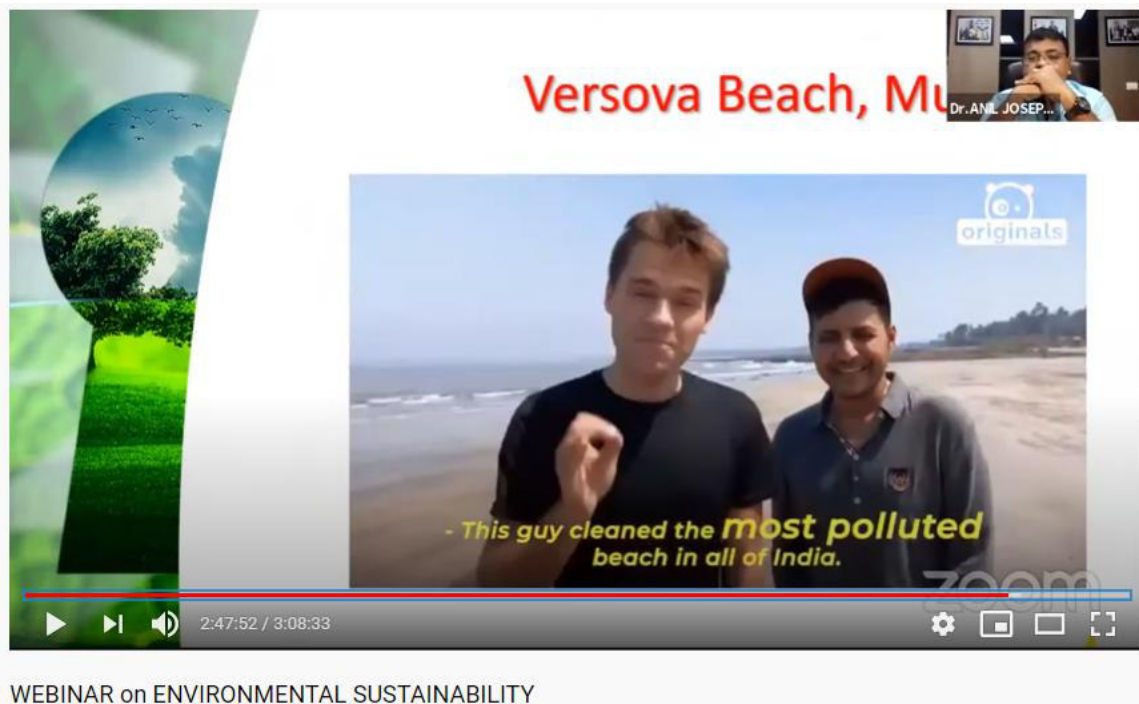 Versova Beach, Mu
Dr.ANIL JOSEP...
originals
- This guy cleaned the most polluted
beach in all of India.
zoom
2:47:52 / 3:08:33
WEBINAR on ENVIRONMENTAL SUSTAINABILITY